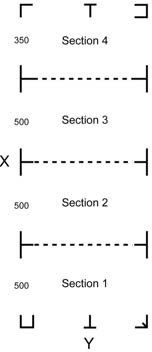 350 Section 4
500 Section 3
X
500 Section 2
500 Section 1
Y